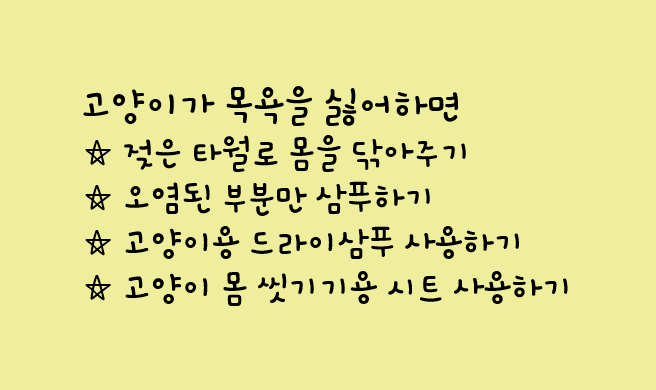 고양이가 목욕을 싫어하면
☆ 젖은 타월로 몸을 닦아주기
☆ 오염된 부분만 샴푸하기
☆ 고양이용 드라이샴푸 사용하기
☆ 고양이 몸 씻기기용 시트 사용하기